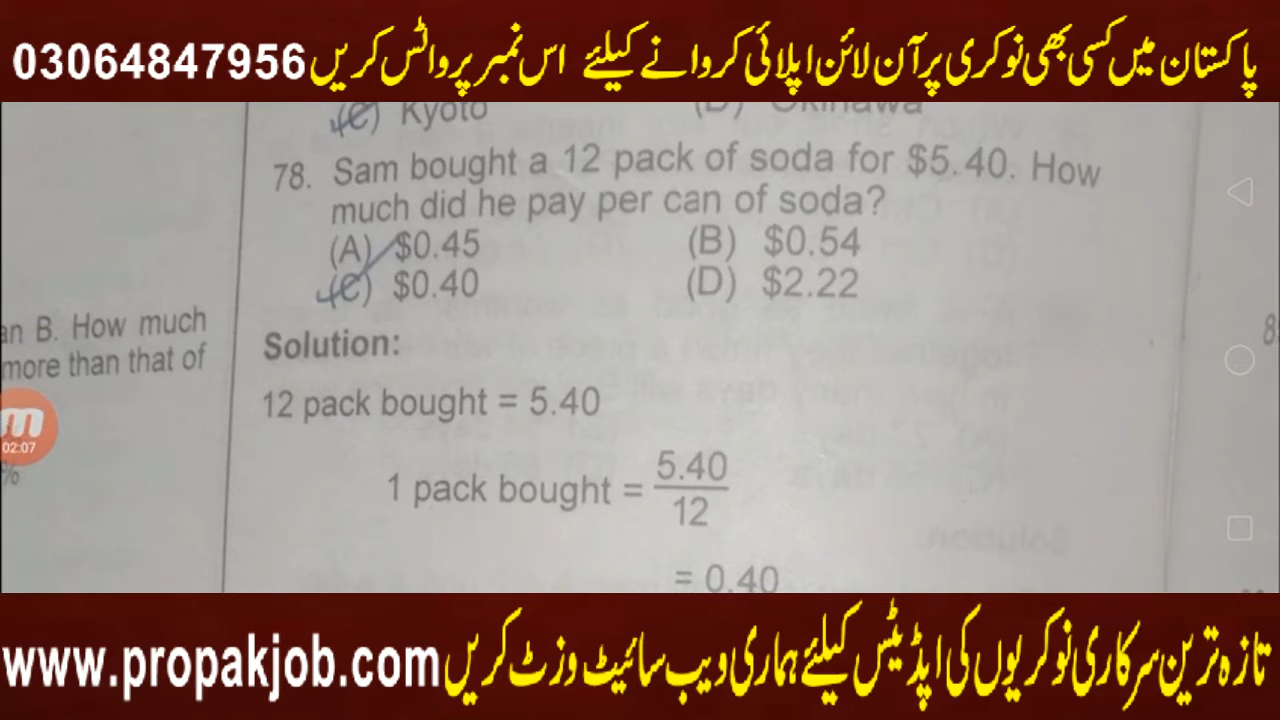 پاکستان میں کسی بھی نوکری پر آن لائن اپلائی کروانے کیلئے اس نمبر پر واٹس کریں 03064847956
(C) Kyoto (D) Okinawa
78. Sam bought a 12 pack of soda for $5.40. How
much did he pay per can of soda?
(A) $0.45 (B) $0.54
(C) $0.40 (D) $2.22
an B. How much
more than that of
%
02:07
8
Solution:
12 pack bought = 5.40
1 pack bought = 5.40
12
= 0.40
تازہ ترین سرکاری نوکریوں کی اپڈیٹس کیلئے ہماری ویب سائیٹ وزٹ کریں www.propakjob.com